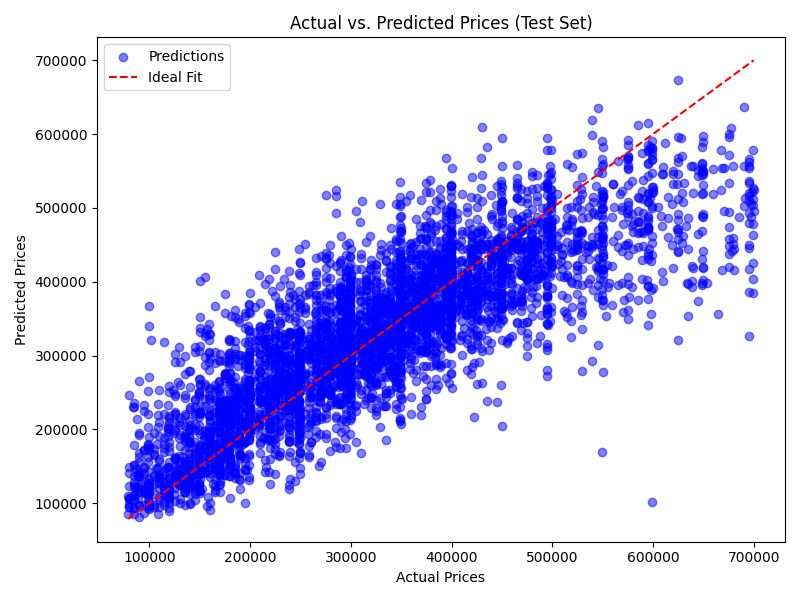 Actual vs. Predicted Prices (Test Set)
Predictions
Ideal Fit
700000
600000
500000
400000
300000
200000
100000
Predicted Prices
100000 200000 300000 400000 500000 600000 700000
Actual Prices